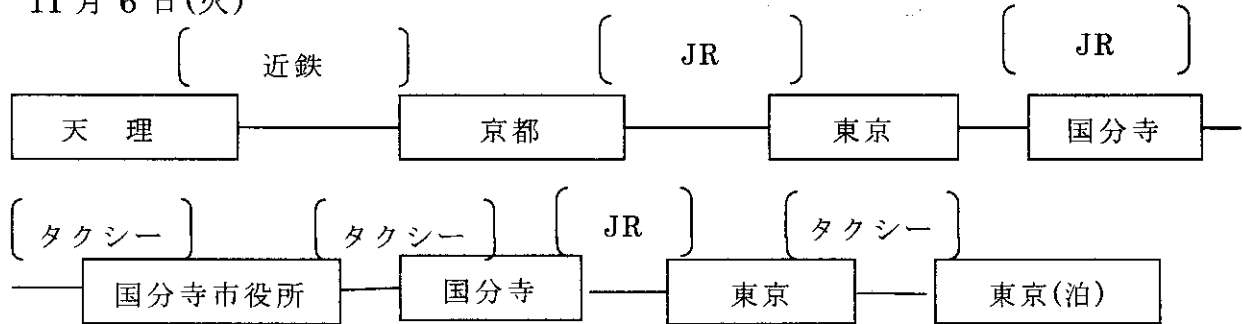 11月6日(火)
近鉄 JR JR
天理 京都 東京 国分寺
タクシー タクシー JR タクシー
国分寺市役所 国分寺 東京 東京(泊)